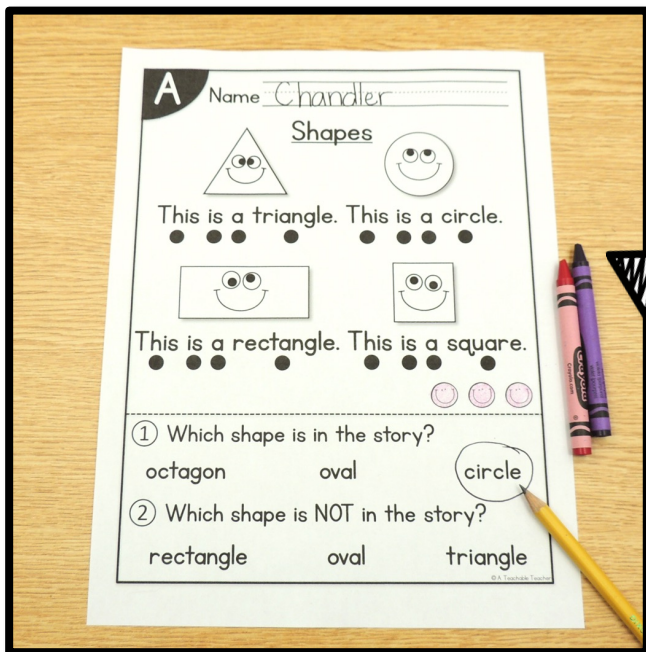 A
Name Chandler
Shapes
This is a triangle. This is a circle.
This is a rectangle. This is a square.
① Which shape is in the story?
octagon oval circle
② Which shape is NOT in the story?
rectangle oval triangle
© A Teachable Teacher
Crayola